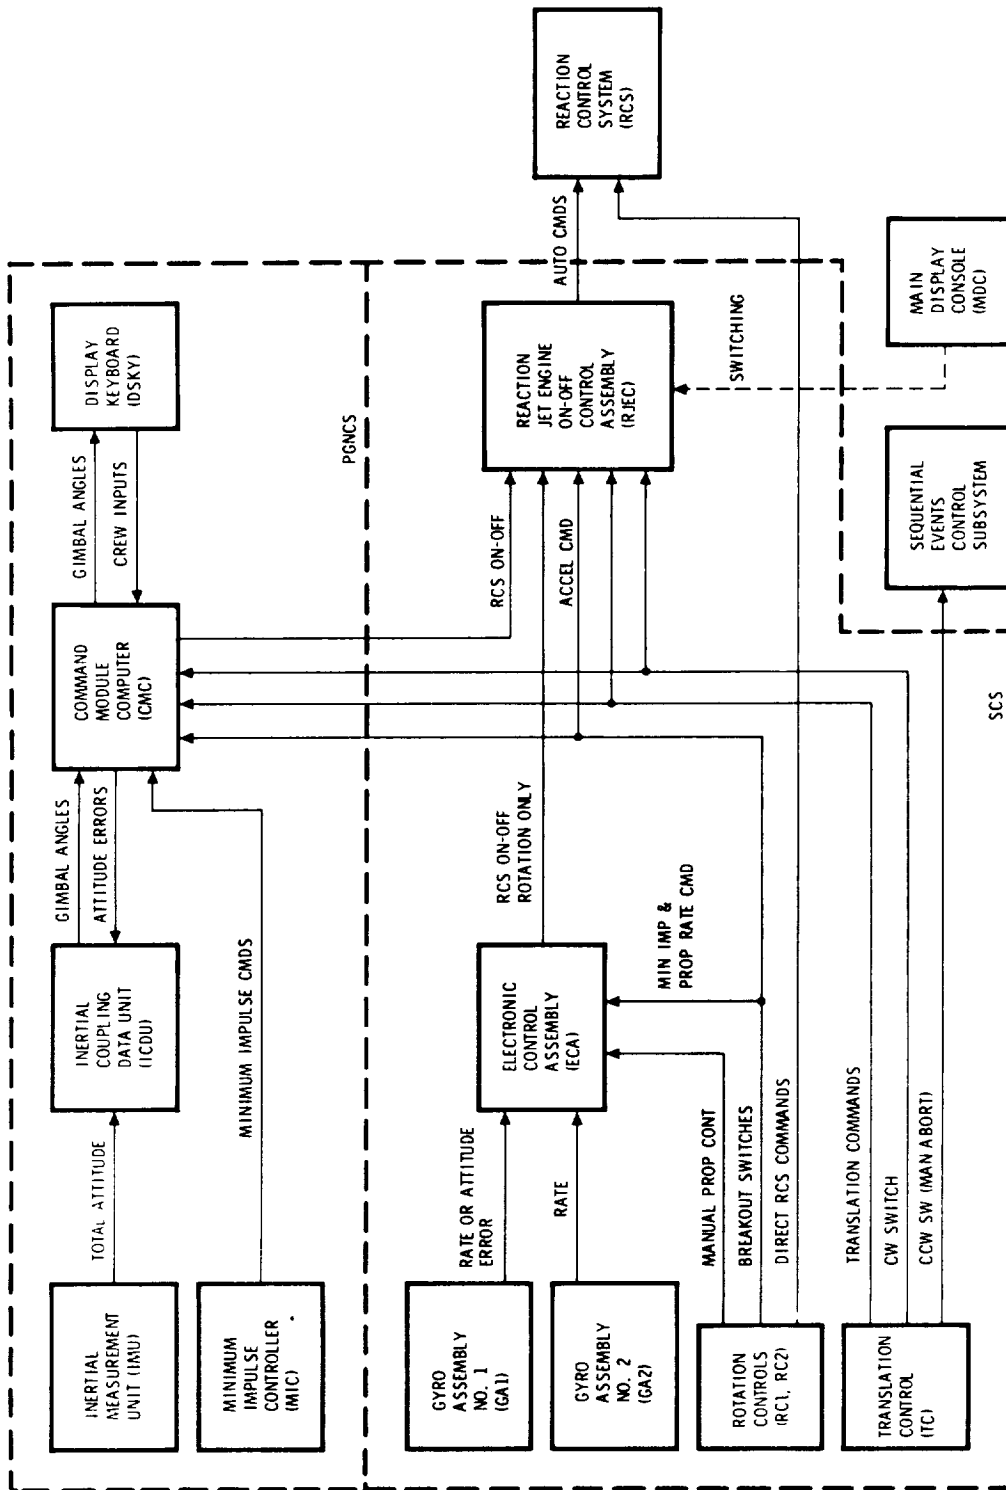 INERTIAL
MEASUREMENT
UNIT (IMU)
TOTAL ATTITUDE
INERTIAL
COUPLING
DATA UNIT
(ICDU)
GIMBAL ANGLES
ATTITUDE ERRORS
COMMAND
MODULE
COMPUTER
(CMC)
GIMBAL ANGLES
CREW INPUTS
DISPLAY
KEYBOARD
(DSKY)
MINIMUM
IMPULSE
CONTROLLER
(MIC)
MINIMUM IMPULSE CMDS
PGNCS
GYRO
ASSEMBLY
NO. 1
(GA1)
RATE OR ATTITUDE
ERROR
GYRO
ASSEMBLY
NO. 2
(GA2)
RATE
ELECTRONIC
CONTROL
ASSEMBLY
(ECA)
RCS ON-OFF
ROTATION ONLY
MIN IMP &
PROP RATE CMD
RCS ON-OFF
ACCEL CMD
REACTION
JET ENGINE
ON-OFF
CONTROL
ASSEMBLY
(RJEC)
AUTO CMDS
REACTION
CONTROL
SYSTEM
(RCS)
SWITCHING
ROTATION
CONTROLS
(RC1, RC2)
MANUAL PROP CONT
BREAKOUT SWITCHES
DIRECT RCS COMMANDS
TRANSLATION
CONTROL
(TC)
TRANSLATION COMMANDS
CW SWITCH
CCW SW (MAN ABORT)
SEQUENTIAL
EVENTS
CONTROL
SUBSYSTEM
MAIN
DISPLAY
CONSOLE
(MDC)
SCS